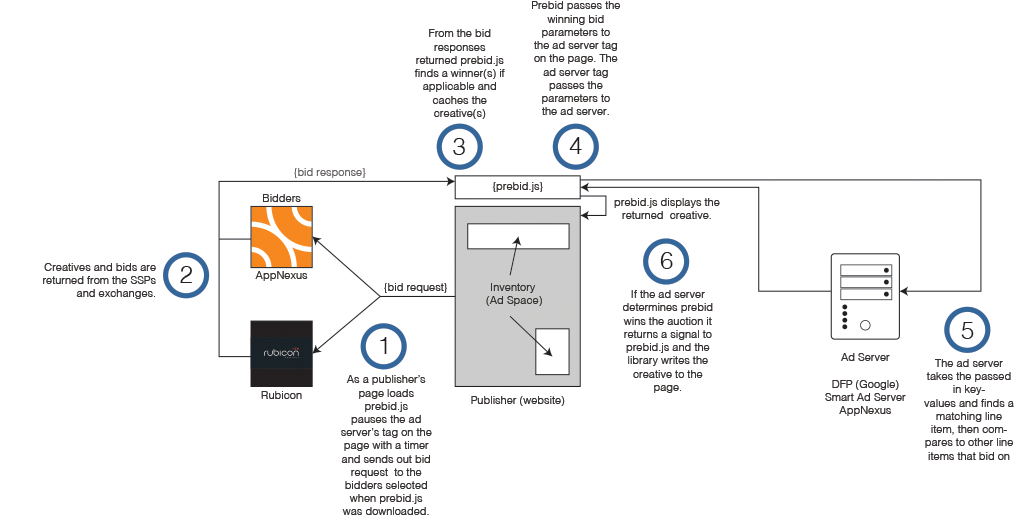 From the bid
responses
returned prebid.js
finds a winner(s) if
applicable and
caches the
creative(s)
3
Prebid passes the
winning bid
parameters to
the ad server tag
on the page. The
ad server tag
passes the
parameters to
the ad server.
4
{bid response}
{prebid.js}
Bidders
AppNexus
prebid.js displays the
returned creative.
2
Creatives and bids are
returned from the SSPs
and exchanges.
{bid request}
Inventory
(Ad Space)
6
If the ad server
determines prebid
wins the auction it
returns a signal to
prebid.js and the
library writes the
creative to the
page.
rubicon
Rubicon
1
As a publisher's
page loads
prebid.js
pauses the ad
server's tag on the
page with a timer
and sends out bid
request to the
bidders selected
when prebid.js
was downloaded.
Publisher (website)
Ad Server
DFP (Google)
Smart Ad Server
AppNexus
5
The ad server
takes the passed
in key-
values and finds a
matching line
item, then com-
pares to other line
items that bid on